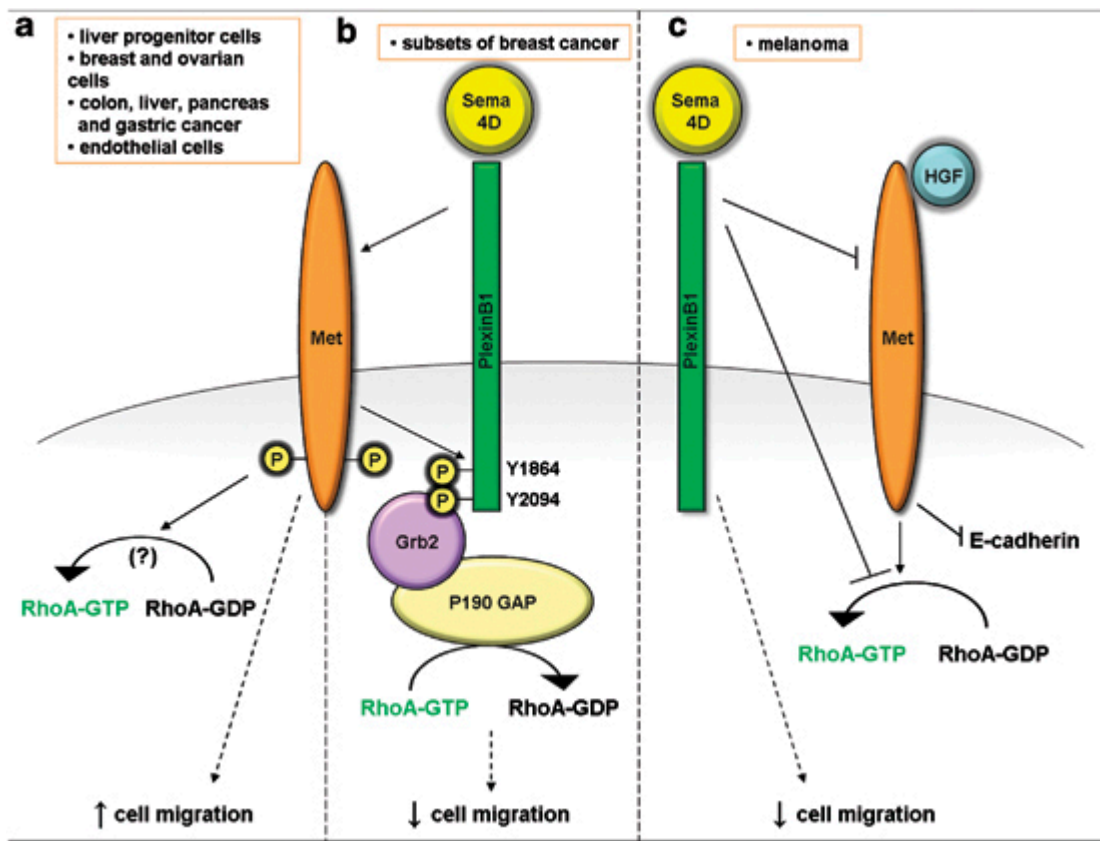 a
• liver progenitor cells
• breast and ovarian
cells
• colon, liver, pancreas
and gastric cancer
• endothelial cells
Met
P
P
(?)
RhoA-GTP RhoA-GDP
↑ cell migration
b
• subsets of breast cancer
Sema
4D
PlexinB1
P
Y1864
P
Y2094
Grb2
P190 GAP
RhoA-GTP
RhoA-GDP
↓ cell migration
c
• melanoma
Sema
4D
PlexinB1
HGF
Met
E-cadherin
RhoA-GTP
RhoA-GDP
↓ cell migration